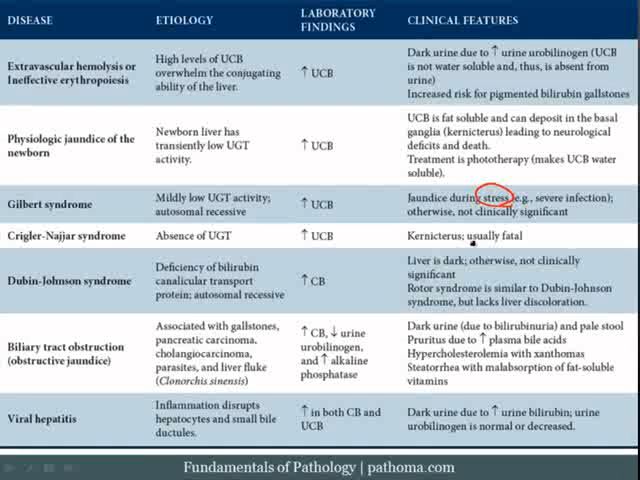 DISEASE
ETIOLOGY
LABORATORY
FINDINGS
CLINICAL FEATURES
Extravascular hemolysis or
Ineffective erythropoiesis
High levels of UCB
overwhelm the conjugating
ability of the liver.
↑ UCB
Dark urine due to ↑ urine urobilinogen (UCB
is not water soluble and, thus, is absent from
urine)
Increased risk for pigmented bilirubin gallstones
Physiologic jaundice of the
newborn
Newborn liver has
transiently low UGT
activity.
↑ UCB
UCB is fat soluble and can deposit in the basal
ganglia (kernicterus) leading to neurological
deficits and death.
Treatment is phototherapy (makes UCB water
soluble).
Gilbert syndrome
Mildly low UGT activity;
autosomal recessive
↑ UCB
Jaundice during stress (e.g., severe infection);
otherwise, not clinically significant
Crigler-Najjar syndrome
Absence of UGT
↑ UCB
Kernicterus; usually fatal
Dubin-Johnson syndrome
Deficiency of bilirubin
canalicular transport
protein; autosomal recessive
↑ CB
Liver is dark; otherwise, not clinically
significant
Rotor syndrome is similar to Dubin-Johnson
syndrome, but lacks liver discoloration.
Biliary tract obstruction
(obstructive jaundice)
Associated with gallstones,
pancreatic carcinoma,
cholangiocarcinoma,
parasites, and liver fluke
(Clonorchis sinensis)
↑ CB, ↓ urine
urobilinogen,
and ↑ alkaline
phosphatase
Dark urine (due to bilirubinuria) and pale stool
Pruritus due to ↑ plasma bile acids
Hypercholesterolemia with xanthomas
Steatorrhea with malabsorption of fat-soluble
vitamins
Viral hepatitis
Inflammation disrupts
hepatocytes and small bile
ductules.
↑ in both CB and
UCB
Dark urine due to ↑ urine bilirubin; urine
urobilinogen is normal or decreased.
Fundamentals of Pathology | pathoma.com